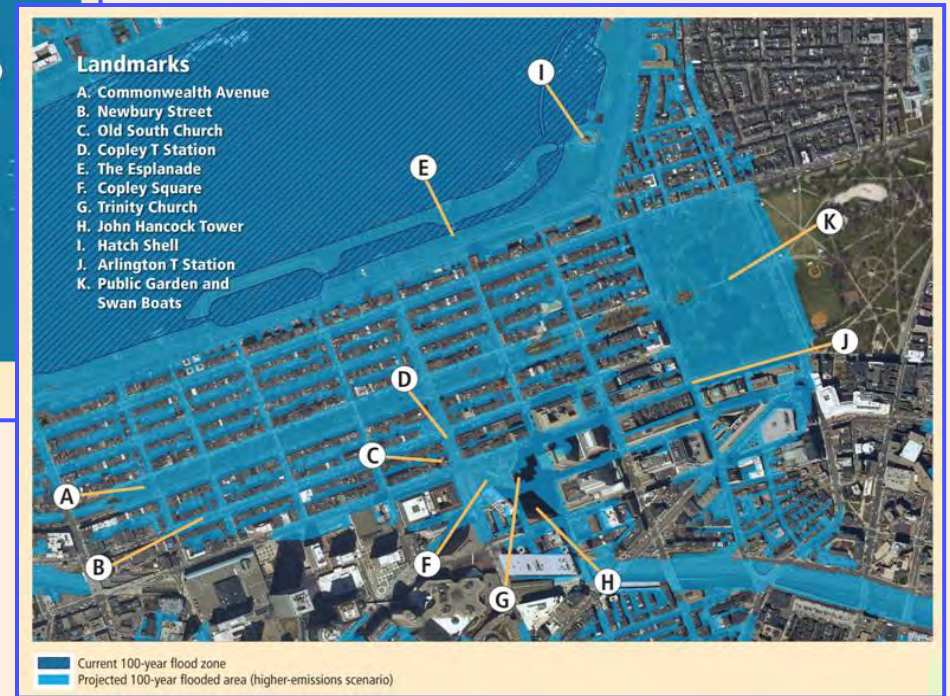 Landmarks
A. Commonwealth Avenue
B. Newbury Street
C. Old South Church
D. Copley T Station
E. The Esplanade
F. Copley Square
G. Trinity Church
H. John Hancock Tower
I. Hatch Shell
J. Arlington T Station
K. Public Garden and
Swan Boats
I
E
K
J
D
C
A
B
F
G
H
Current 100-year flood zone
Projected 100-year flooded area (higher-emissions scenario)